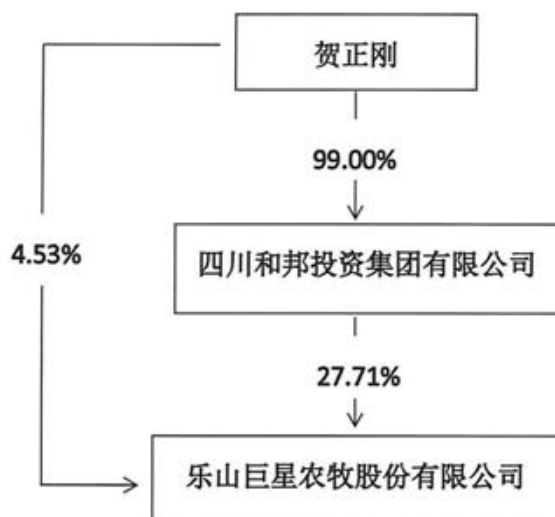 贺正刚
99.00%
四川和邦投资集团有限公司
4.53%
27.71%
乐山巨星农牧股份有限公司